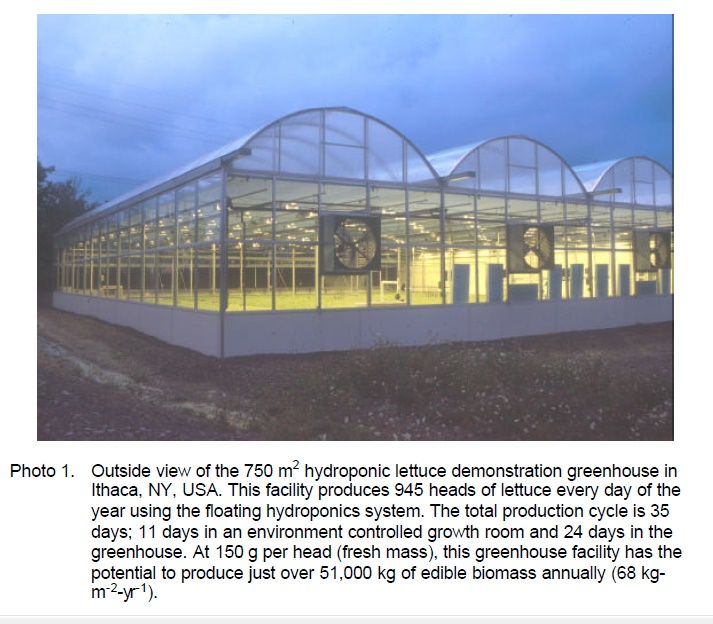 Photo 1. Outside view of the 750 m² hydroponic lettuce demonstration greenhouse in
Ithaca, NY, USA. This facility produces 945 heads of lettuce every day of the
year using the floating hydroponics system. The total production cycle is 35
days; 11 days in an environment controlled growth room and 24 days in the
greenhouse. At 150 g per head (fresh mass), this greenhouse facility has the
potential to produce just over 51,000 kg of edible biomass annually (68 kg-
m⁻²-yr⁻¹).